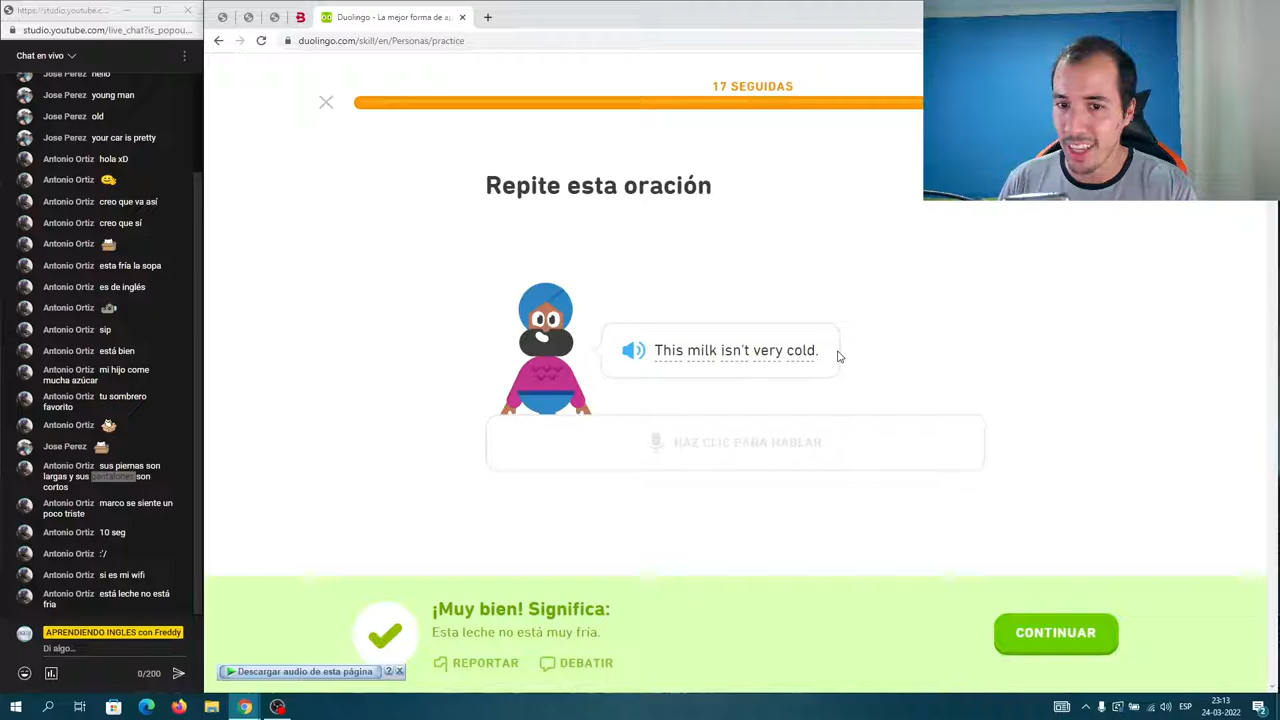 https://studio.youtube.com/live_chat?is_popou...
studio.youtube.com/live_chat?is_popou...
Chat en vivo
Jose Perez hello
Jose Perez young man
Jose Perez old
Jose Perez your car is pretty
Antonio Ortiz hola xD
Antonio Ortiz
Antonio Ortiz creo que va así
Antonio Ortiz creo que sí
Antonio Ortiz
Antonio Ortiz esta fría la sopa
Antonio Ortiz es de inglés
Antonio Ortiz
Antonio Ortiz sip
Antonio Ortiz está bien
Antonio Ortiz mi hijo come
mucha azúcar
Antonio Ortiz tu sombrero
favorito
Antonio Ortiz
Jose Perez
Antonio Ortiz sus piernas son
largas y sus pantalones son
cortos
Antonio Ortiz marco se siente un
poco triste
Antonio Ortiz 10 seg
Antonio Ortiz :/
Antonio Ortiz si es mi wifi
Antonio Ortiz está leche no está
fria
APRENDIENDO INGLES con Freddy
Di algo...
0/200
Duolingo - La mejor forma de ap
duolingo.com/skill/en/Personas/practice
17 SEGUIDAS
Repite esta oración
This milk isn't very cold.
HAZ CLIC PARA HABLAR
¡Muy bien! Significa:
Esta leche no está muy fria.
REPORTAR DEBATIR
CONTINUAR
Descargar audio de esta página ? X
ESP
23:13
24-03-2022
2